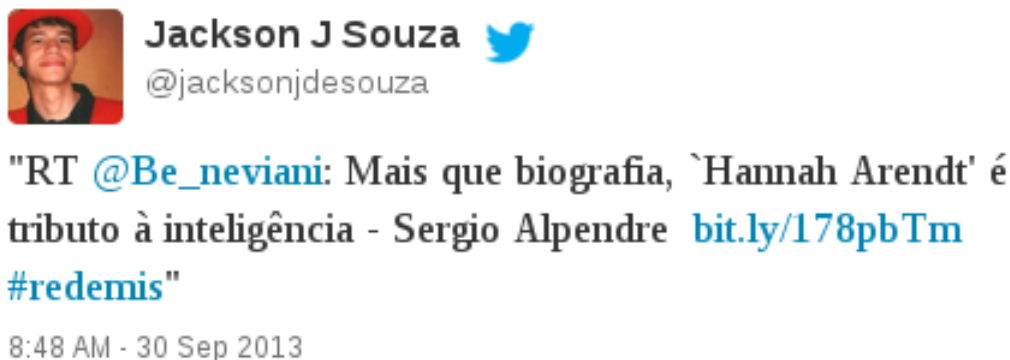 Jackson J Souza
@jacksonjdesouza
"RT @Be_neviani: Mais que biografia, `Hannah Arendt' é
tributo à inteligência - Sergio Alpendre bit.ly/178pbTm
#redemis"
8:48 AM - 30 Sep 2013